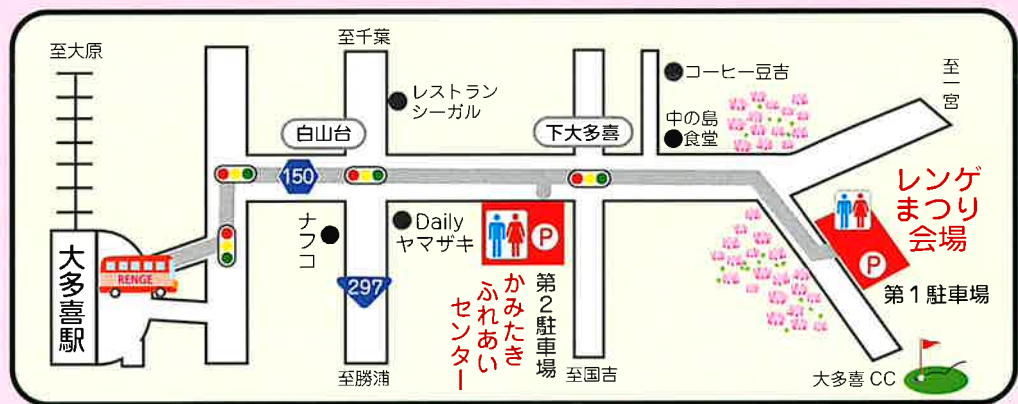 至大原
至千葉
レストラン
シーガル
コーヒー豆吉
至一宮
白山台
下大多喜
中の島
食堂
150
レンゲ
まつり
会場
ナフコ
Daily
ヤマザキ
P
P
大多喜駅
RENGE
297
かみたき
ふれあい
センター
第2駐車場
第1駐車場
至勝浦
至国吉
大多喜 CC